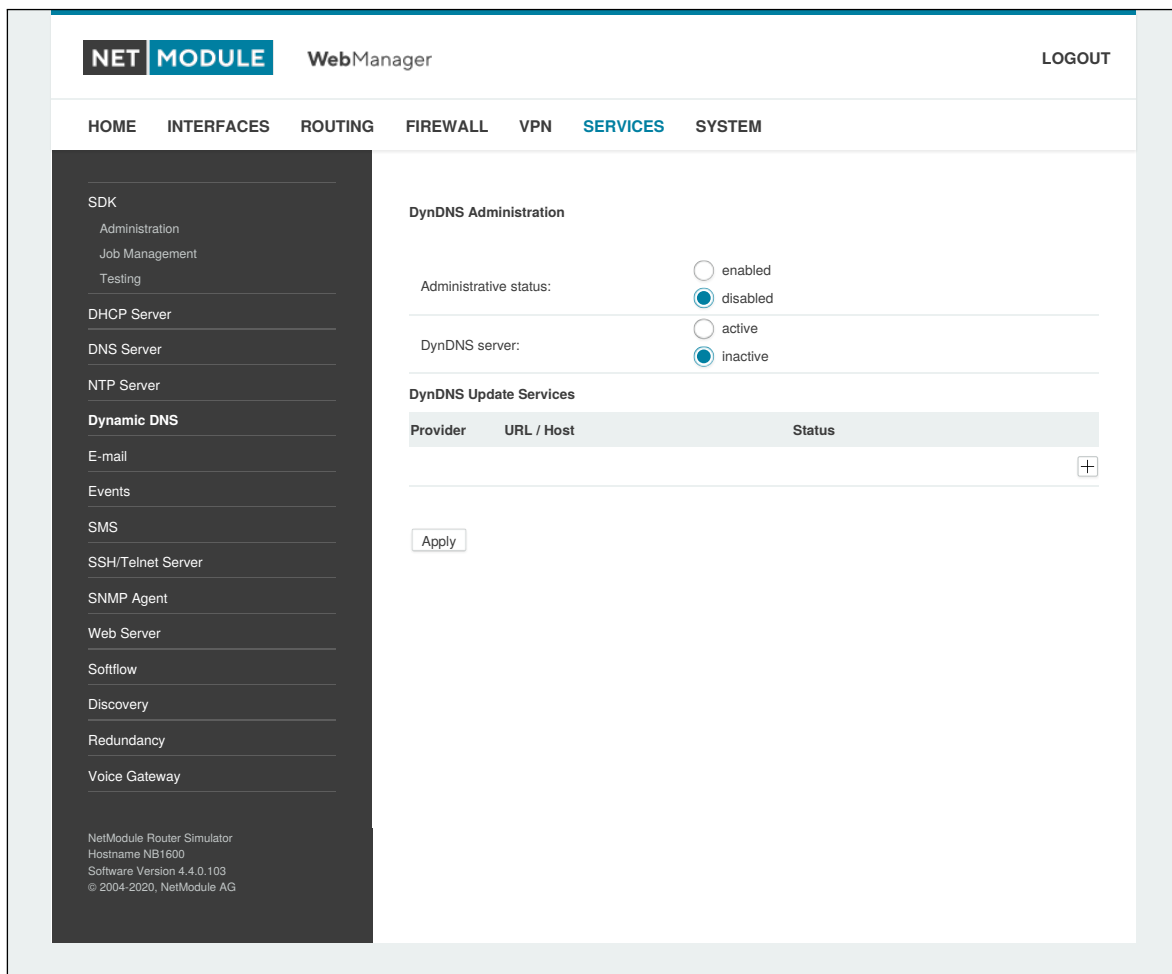 NET MODULE WebManager LOGOUT
HOME INTERFACES ROUTING FIREWALL VPN SERVICES SYSTEM
SDK
Administration
Job Management
Testing
DHCP Server
DNS Server
NTP Server
Dynamic DNS
E-mail
Events
SMS
SSH/Telnet Server
SNMP Agent
Web Server
Softflow
Discovery
Redundancy
Voice Gateway
NetModule Router Simulator
Hostname NB1600
Software Version 4.4.0.103
© 2004-2020, NetModule AG
DynDNS Administration
Administrative status:
enabled
disabled
DynDNS server:
active
inactive
DynDNS Update Services
Provider URL / Host Status
Apply